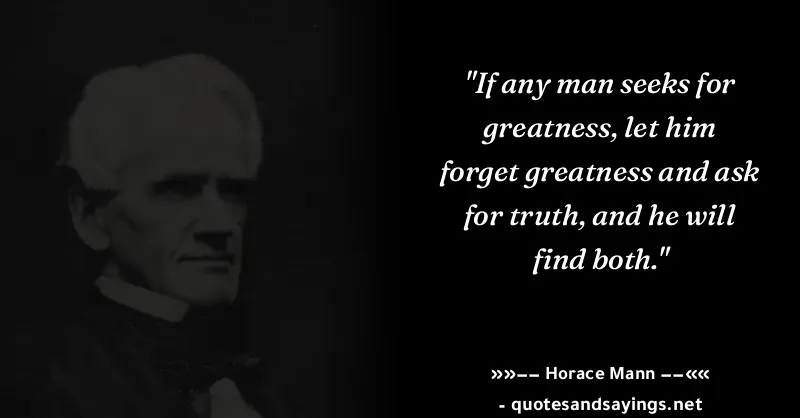 "If any man seeks for
greatness, let him
forget greatness and ask
for truth, and he will
find both."
»»−− Horace Mann −−««
- quotesandsayings.net